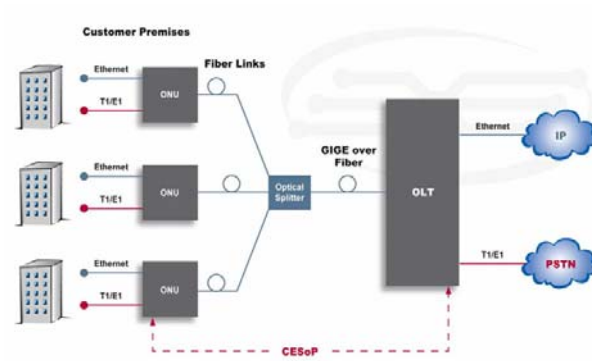 Customer Premises
Ethernet
T1/E1
ONU
Fiber Links
Ethernet
T1/E1
ONU
Optical
Splitter
GIGE over
Fiber
OLT
Ethernet
IP
Ethernet
T1/E1
ONU
T1/E1
PSTN
CESoP